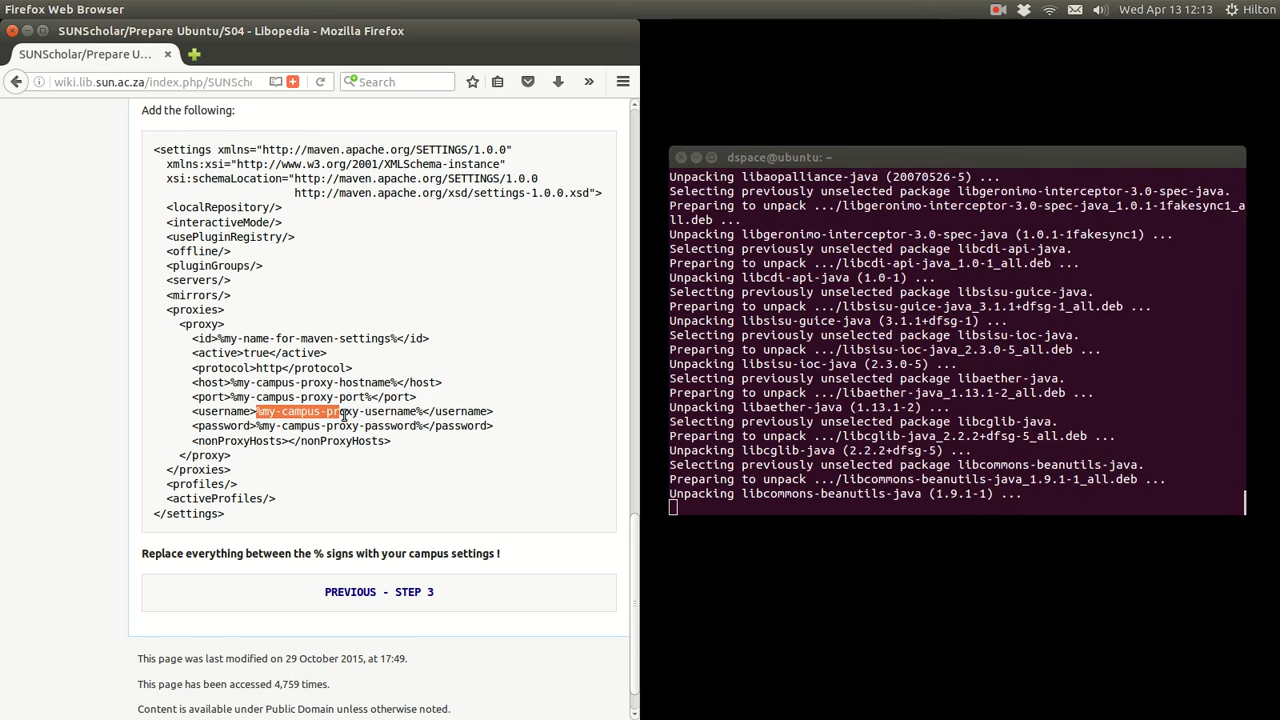 Firefox Web Browser
Wed Apr 13 12:13
Hilton
SUNScholar/Prepare Ubuntu/S04 - Libopedia - Mozilla Firefox
SUNScholar/Prepare U...
wiki.lib.sun.ac.za/index.php/SUNSch
Search
Add the following:
<settings xmlns="http://maven.apache.org/SETTINGS/1.0.0"
xmlns:xsi="http://www.w3.org/2001/XMLSchema-instance"
xsi:schemaLocation="http://maven.apache.org/SETTINGS/1.0.0
http://maven.apache.org/xsd/settings-1.0.0.xsd">
<localRepository/>
<interactiveMode/>
<usePluginRegistry/>
<offline/>
<pluginGroups/>
<servers/>
<mirrors/>
<proxies>
<proxy>
<id>%my-name-for-maven-settings%</id>
<active>true</active>
<protocol>http</protocol>
<host>%my-campus-proxy-hostname%</host>
<port>%my-campus-proxy-port%</port>
<username>%my-campus-proxy-username%</username>
<password>%my-campus-proxy-password%</password>
<nonProxyHosts></nonProxyHosts>
</proxy>
</proxies>
<profiles/>
<activeProfiles/>
</settings>
Replace everything between the % signs with your campus settings !
PREVIOUS - STEP 3
This page was last modified on 29 October 2015, at 17:49.
This page has been accessed 4,759 times.
Content is available under Public Domain unless otherwise noted.
dspace@ubuntu: ~
Unpacking libaopalliance-java (20070526-5) ...
Selecting previously unselected package libgeronimo-interceptor-3.0-spec-java.
Preparing to unpack .../libgeronimo-interceptor-3.0-spec-java_1.0.1-1fakesync1_a
ll.deb ...
Unpacking libgeronimo-interceptor-3.0-spec-java (1.0.1-1fakesync1) ...
Selecting previously unselected package libcdi-api-java.
Preparing to unpack .../libcdi-api-java_1.0-1_all.deb ...
Unpacking libcdi-api-java (1.0-1) ...
Selecting previously unselected package libsisu-guice-java.
Preparing to unpack .../libsisu-guice-java_3.1.1+dfsg-1_all.deb ...
Unpacking libsisu-guice-java (3.1.1+dfsg-1) ...
Selecting previously unselected package libsisu-ioc-java.
Preparing to unpack .../libsisu-ioc-java_2.3.0-5_all.deb ...
Unpacking libsisu-ioc-java (2.3.0-5) ...
Selecting previously unselected package libaether-java.
Preparing to unpack .../libaether-java_1.13.1-2_all.deb ...
Unpacking libaether-java (1.13.1-2) ...
Selecting previously unselected package libcglib-java.
Preparing to unpack .../libcglib-java_2.2.2+dfsg-5_all.deb ...
Unpacking libcglib-java (2.2.2+dfsg-5) ...
Selecting previously unselected package libcommons-beanutils-java.
Preparing to unpack .../libcommons-beanutils-java_1.9.1-1_all.deb ...
Unpacking libcommons-beanutils-java (1.9.1-1) ...